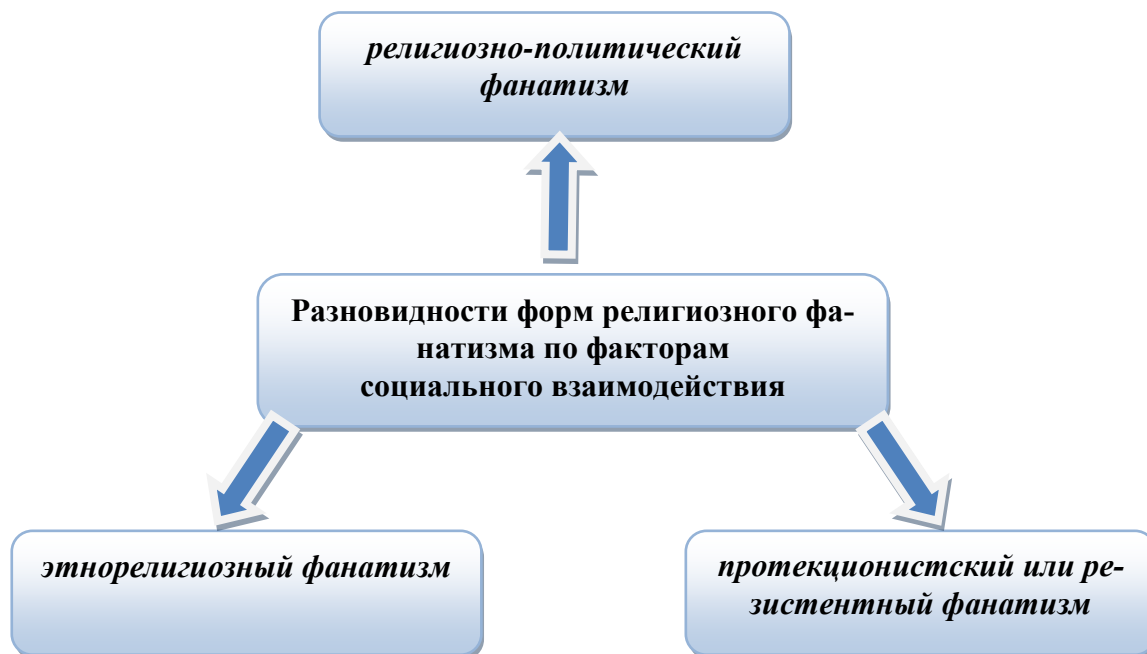 религиозно-политический
фанатизм
Разновидности форм религиозного фа-
натизма по факторам
социального взаимодействия
этнорелигиозный фанатизм
протекционистский или ре-
зистентный фанатизм